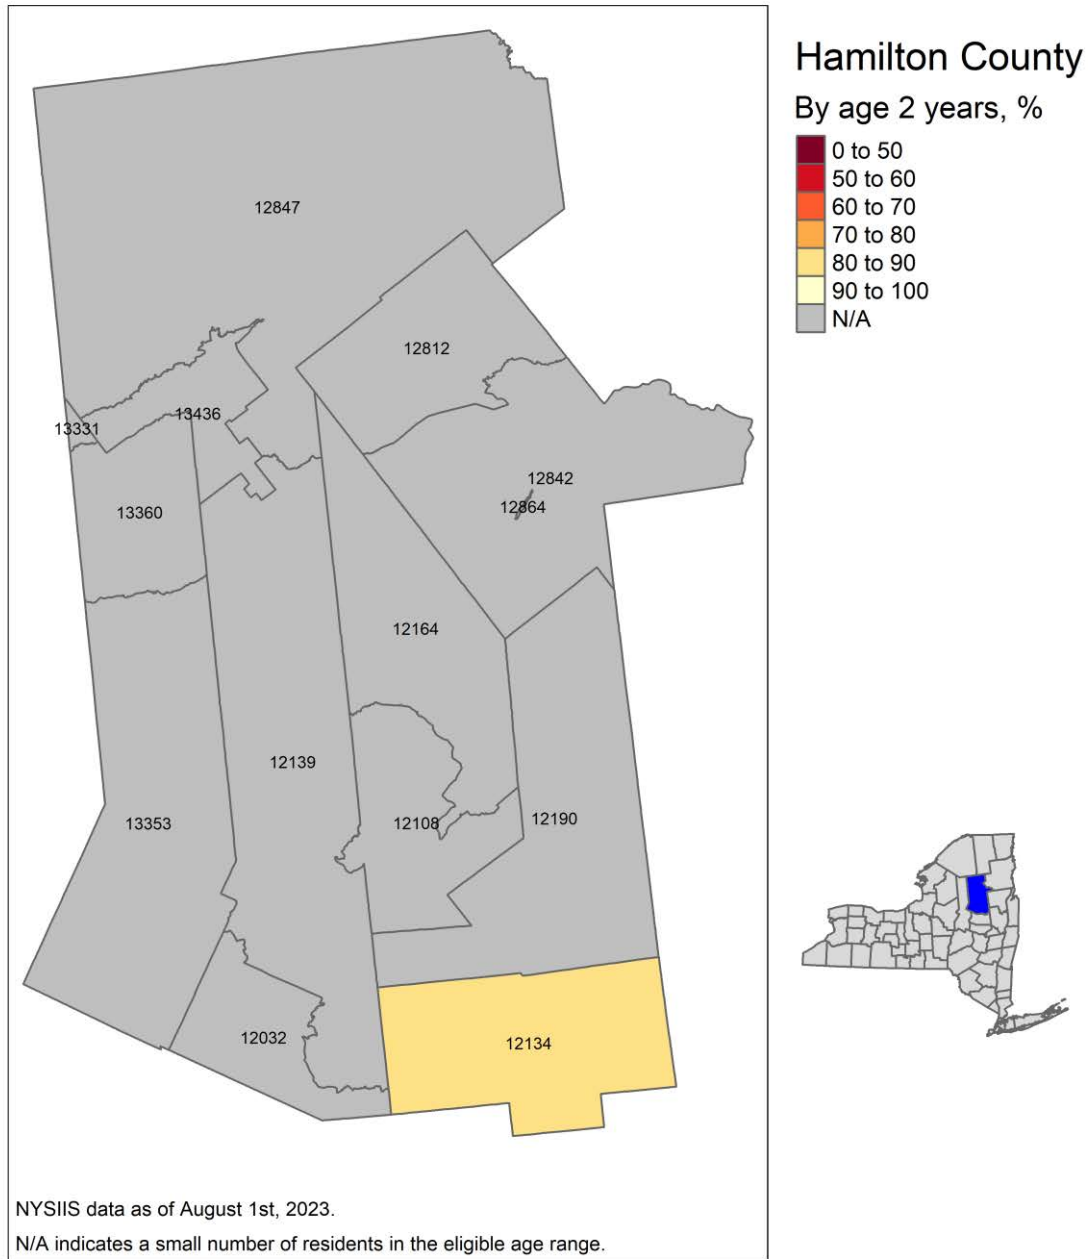 Hamilton County
By age 2 years, %
0 to 50
50 to 60
60 to 70
70 to 80
80 to 90
90 to 100
N/A
12847
12812
13436
13331
12842
12864
13360
12164
12139
13353
12108
12190
12032
12134
NYSIIS data as of August 1st, 2023.
N/A indicates a small number of residents in the eligible age range.